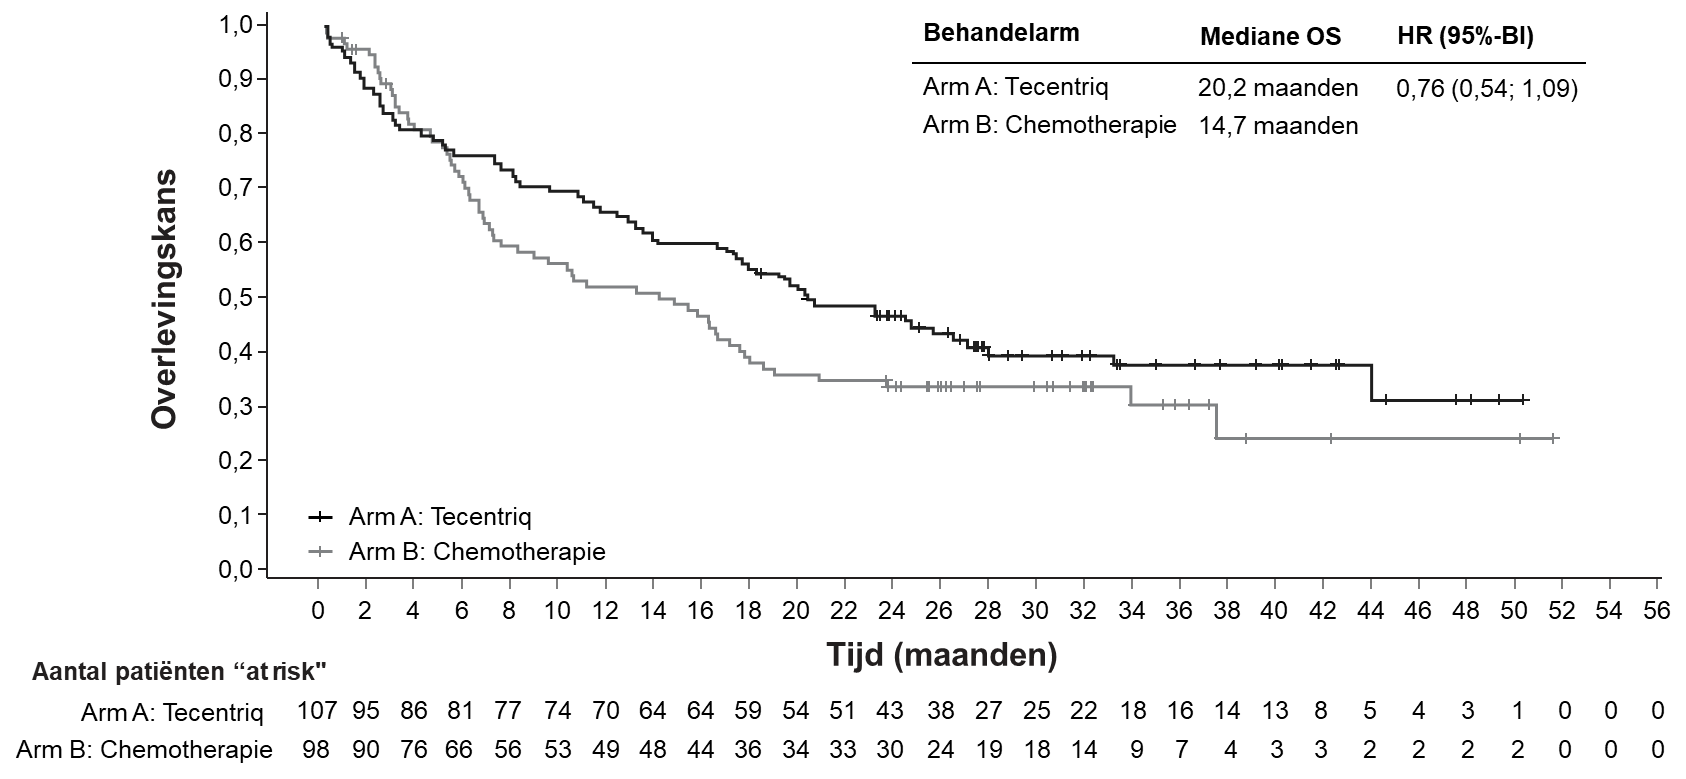 Behandelarm Mediane OS HR (95%-BI)
Arm A: Tecentriq 20,2 maanden 0,76 (0,54; 1,09)
Arm B: Chemotherapie 14,7 maanden
Overlevingskans
1,0
0,9
0,8
0,7
0,6
0,5
0,4
0,3
0,2
0,1
0,0
Arm A: Tecentriq
Arm B: Chemotherapie
0 2 4 6 8 10 12 14 16 18 20 22 24 26 28 30 32 34 36 38 40 42 44 46 48 50 52 54 56
Tijd (maanden)
Aantal patiënten “at risk"
Arm A: Tecentriq 107 95 86 81 77 74 70 64 64 59 54 51 43 38 27 25 22 18 16 14 13 8 5 4 3 1 0 0 0
Arm B: Chemotherapie 98 90 76 66 56 53 49 48 44 36 34 33 30 24 19 18 14 9 7 4 3 3 2 2 2 2 0 0 0